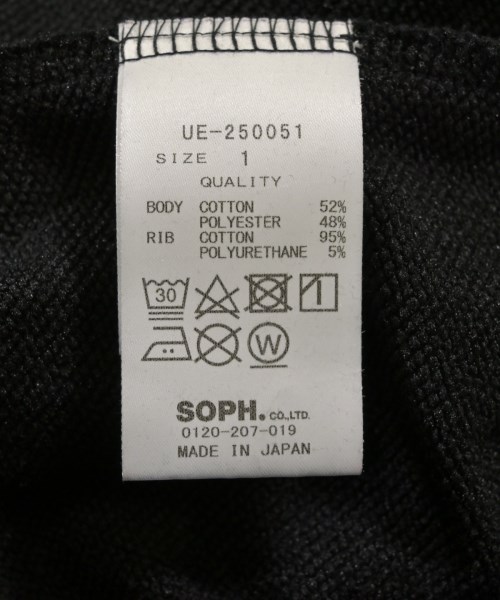 UE-250051
SIZE 1
QUALITY
BODY COTTON 52%
POLYESTER 48%
RIB COTTON 95%
POLYURETHANE 5%
30
W
SOPH. CO.,LTD.
0120-207-019
MADE IN JAPAN